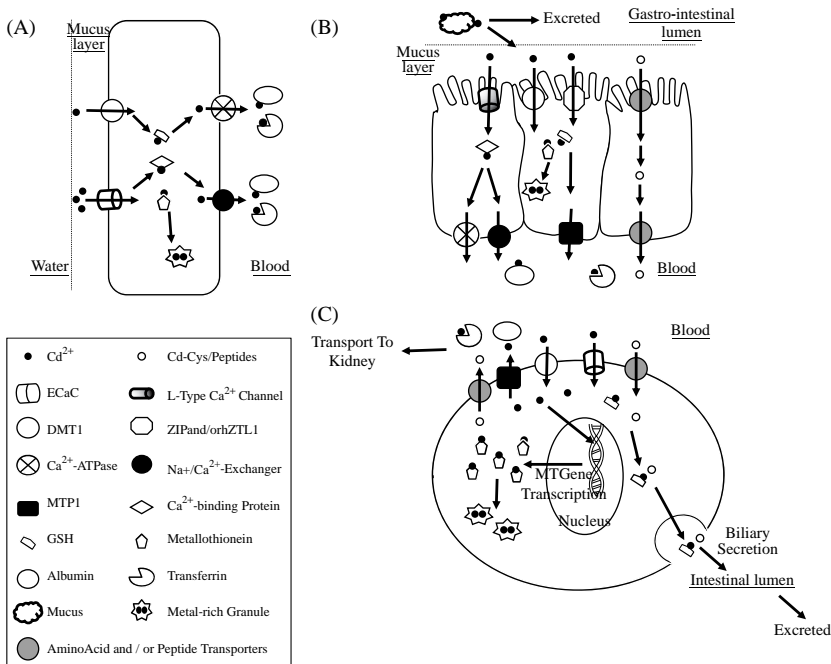 (A)
Mucus
layer
Water
Blood
(B)
Excreted
Gastro-intestinal
lumen
Mucus
layer
Blood
(C)
Blood
Transport To
Kidney
MTGene
Transcription
Nucleus
Biliary
Secretion
Intestinal lumen
Excreted
Cd2+
Cd-Cys/Peptides
ECaC
L-Type Ca2+ Channel
DMT1
ZIPand/orhZTL1
Ca2+-ATPase
Na+/Ca2+-Exchanger
MTP1
Ca2+-binding Protein
GSH
Metallothionein
Albumin
Transferrin
Mucus
Metal-rich Granule
AminoAcid and / or Peptide Transporters